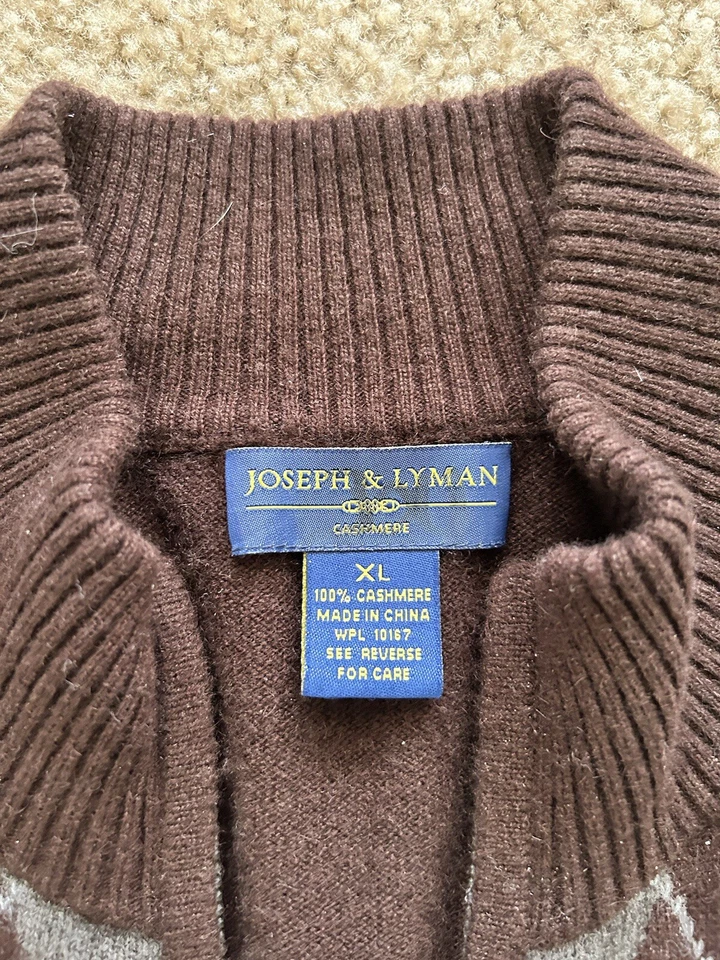 JOSEPH & LYMAN
CASHMERE
XL
100% CASHMERE
MADE IN CHINA
WPL 10167
SEE REVERSE
FOR CARE